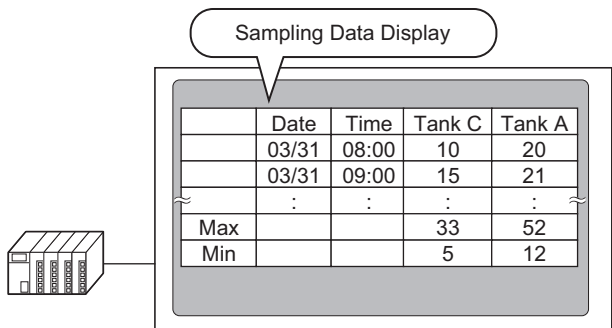 Sampling Data Display
Date Time Tank C Tank A
03/31 08:00 10 20
03/31 09:00 15 21
: : : :
Max 33 52
Min 5 12